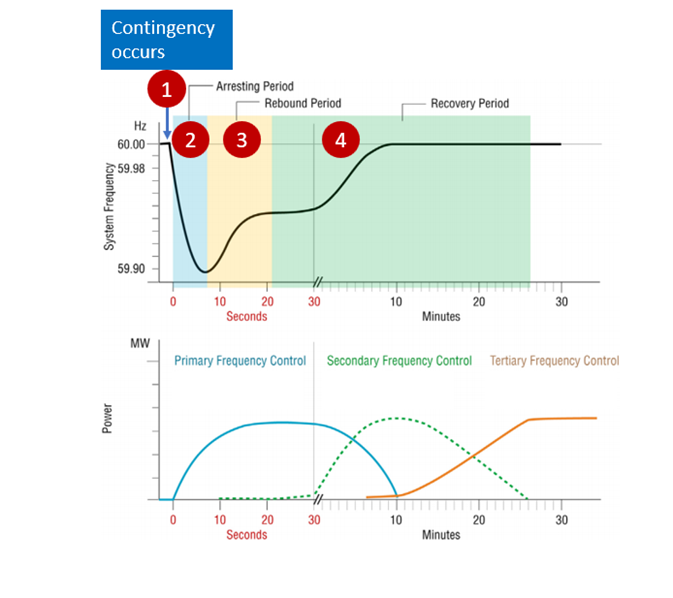 Contingency
occurs
1
Arresting Period
Rebound Period
Recovery Period
Hz
2
3
4
60.00
59.98
59.90
System Frequency
0
10
20
30
10
20
30
Seconds
Minutes
MW
Primary Frequency Control
Secondary Frequency Control
Tertiary Frequency Control
Power
0
10
20
30
10
20
30
Seconds
Minutes